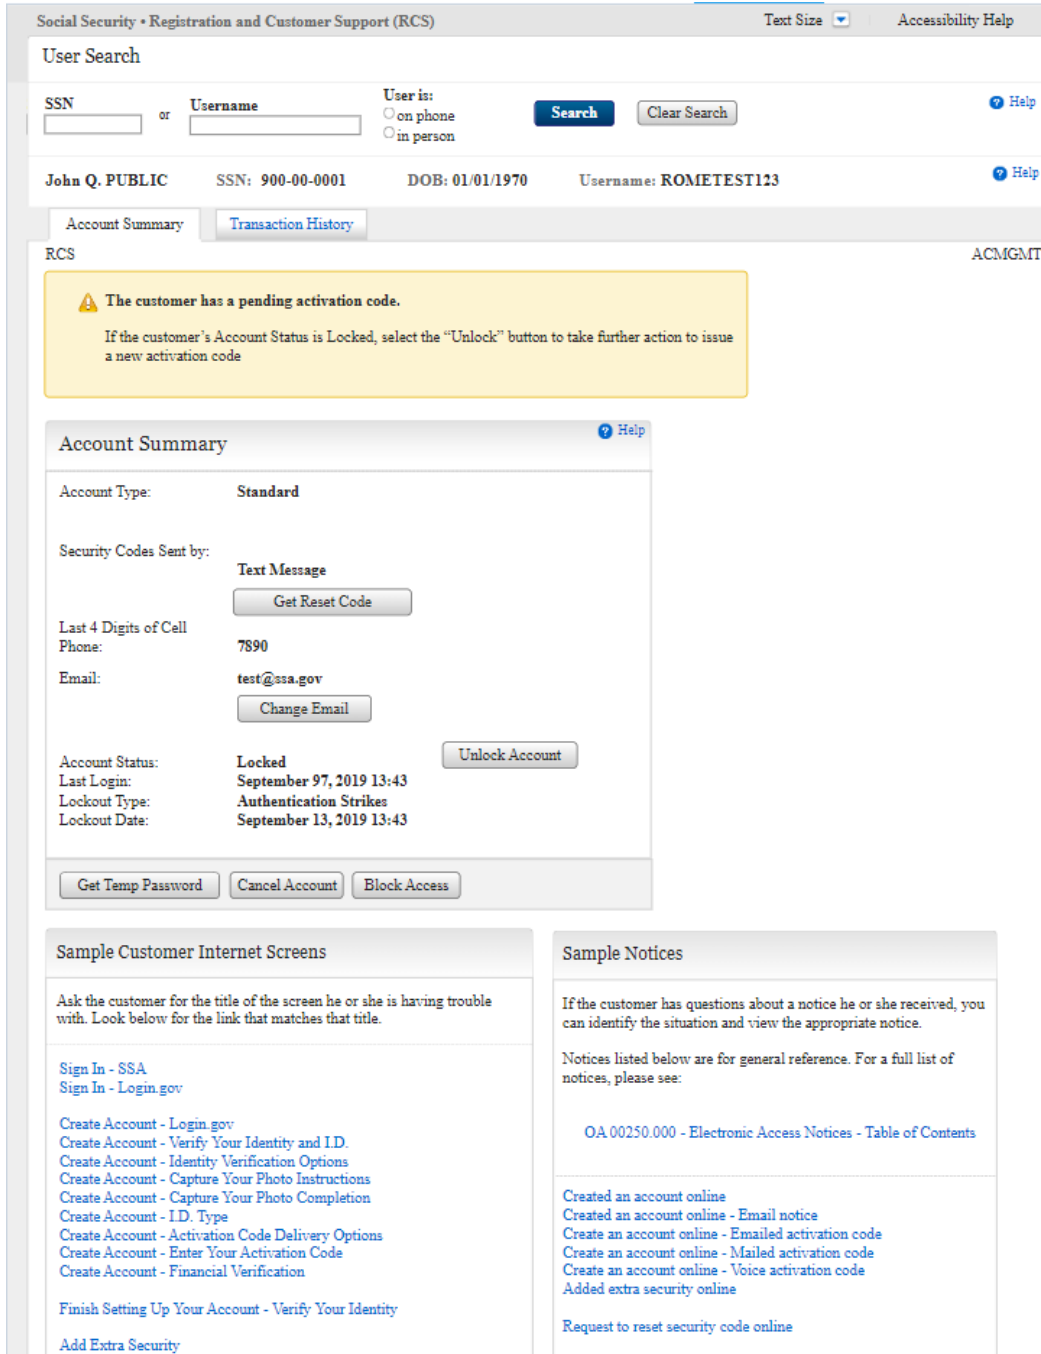 Social Security • Registration and Customer Support (RCS) Text Size Accessibility Help
User Search
SSN or Username User is: on phone in person Search Clear Search Help
John Q. PUBLIC SSN: 900-00-0001 DOB: 01/01/1970 Username: ROMETEST123 Help
Account Summary Transaction History
RCS ACMGMT
The customer has a pending activation code.
If the customer's Account Status is Locked, select the “Unlock” button to take further action to issue
a new activation code
Account Summary Help
Account Type: Standard
Security Codes Sent by:
Text Message
Get Reset Code
Last 4 Digits of Cell
Phone: 7890
Email: test@ssa.gov
Change Email
Account Status: Locked Unlock Account
Last Login: September 97, 2019 13:43
Lockout Type: Authentication Strikes
Lockout Date: September 13, 2019 13:43
Get Temp Password Cancel Account Block Access
Sample Customer Internet Screens
Ask the customer for the title of the screen he or she is having trouble
with. Look below for the link that matches that title.
Sign In - SSA
Sign In - Login.gov
Create Account - Login.gov
Create Account - Verify Your Identity and I.D.
Create Account - Identity Verification Options
Create Account - Capture Your Photo Instructions
Create Account - Capture Your Photo Completion
Create Account - I.D. Type
Create Account - Activation Code Delivery Options
Create Account - Enter Your Activation Code
Create Account - Financial Verification
Finish Setting Up Your Account - Verify Your Identity
Add Extra Security
Sample Notices
If the customer has questions about a notice he or she received, you
can identify the situation and view the appropriate notice.
Notices listed below are for general reference. For a full list of
notices, please see:
OA 00250.000 - Electronic Access Notices - Table of Contents
Created an account online
Created an account online - Email notice
Create an account online - Emailed activation code
Create an account online - Mailed activation code
Create an account online - Voice activation code
Added extra security online
Request to reset security code online